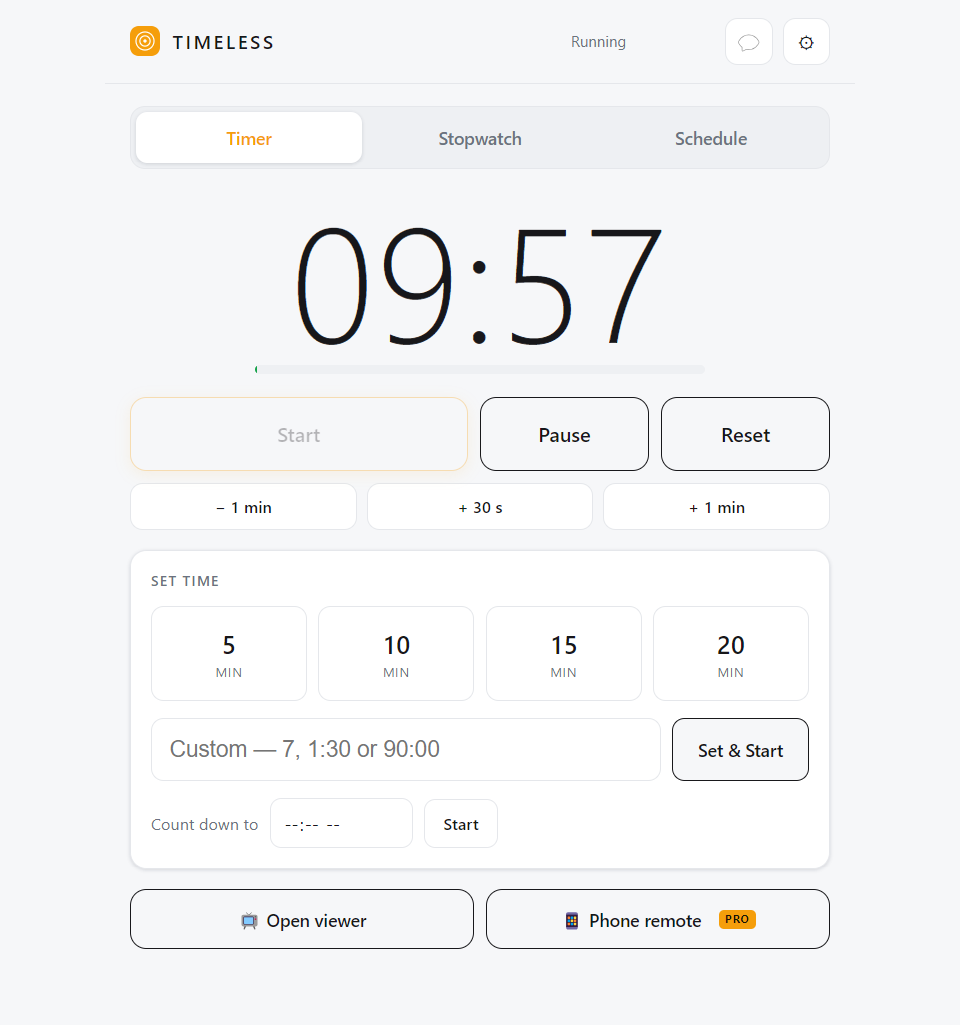 TIMELESS
Running
Timer
Stopwatch
Schedule
09:57
Start
Pause
Reset
− 1 min
+ 30 s
+ 1 min
SET TIME
5
MIN
10
MIN
15
MIN
20
MIN
Custom — 7, 1:30 or 90:00
Set & Start
Count down to
--:-- --
Start
Open viewer
Phone remote
PRO